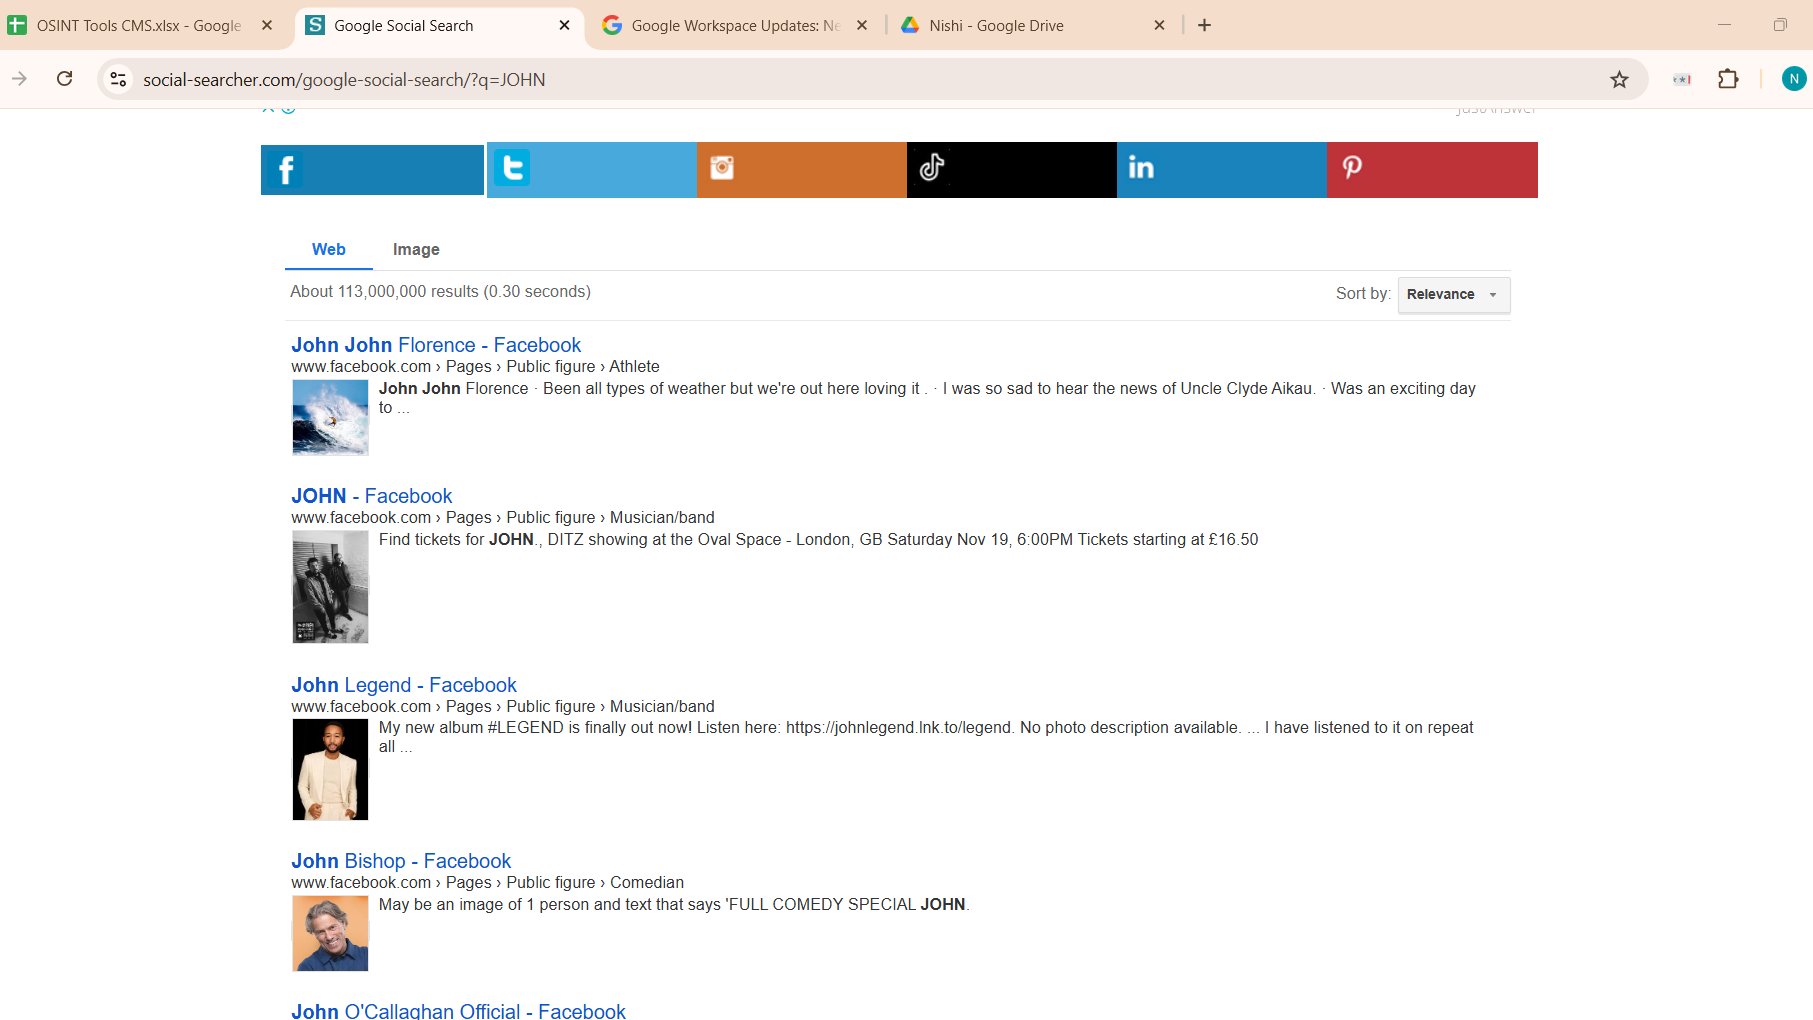 OSINT Tools CMS.xlsx - Google
Google Social Search
Google Workspace Updates: Ne
Nishi - Google Drive
social-searcher.com/google-social-search/?q=JOHN
N
JustAnswer
Web
Image
About 113,000,000 results (0.30 seconds)
Sort by:
Relevance
John John Florence - Facebook
www.facebook.com › Pages › Public figure › Athlete
John John Florence · Been all types of weather but we're out here loving it . · I was so sad to hear the news of Uncle Clyde Aikau. · Was an exciting day
to ...
JOHN - Facebook
www.facebook.com › Pages › Public figure › Musician/band
Find tickets for JOHN., DITZ showing at the Oval Space - London, GB Saturday Nov 19, 6:00PM Tickets starting at £16.50
John Legend - Facebook
www.facebook.com › Pages › Public figure › Musician/band
My new album #LEGEND is finally out now! Listen here: https://johnlegend.lnk.to/legend. No photo description available. ... I have listened to it on repeat
all ...
John Bishop - Facebook
www.facebook.com › Pages › Public figure › Comedian
May be an image of 1 person and text that says 'FULL COMEDY SPECIAL JOHN.
John O'Callaghan Official - Facebook